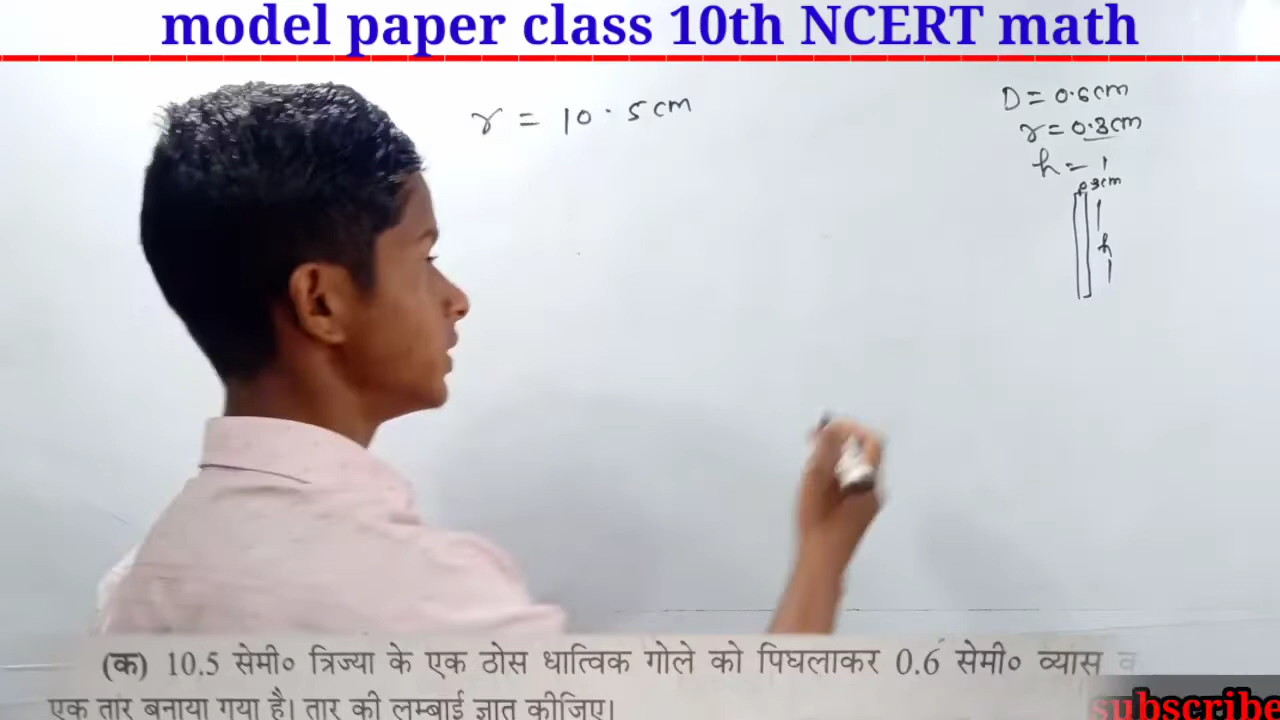 model paper class 10th NCERT math
r = 10.5 cm
D = 0.6 cm
r = 0.3 cm
h =
3cm
h
(क) 10.5 सेमी० त्रिज्या के एक ठोस धात्विक गोले को पिघलाकर 0.6 सेमी० व्यास
एक तार बनाया गया है। तार की लम्बाई ज्ञात कीजिए।
subscribe